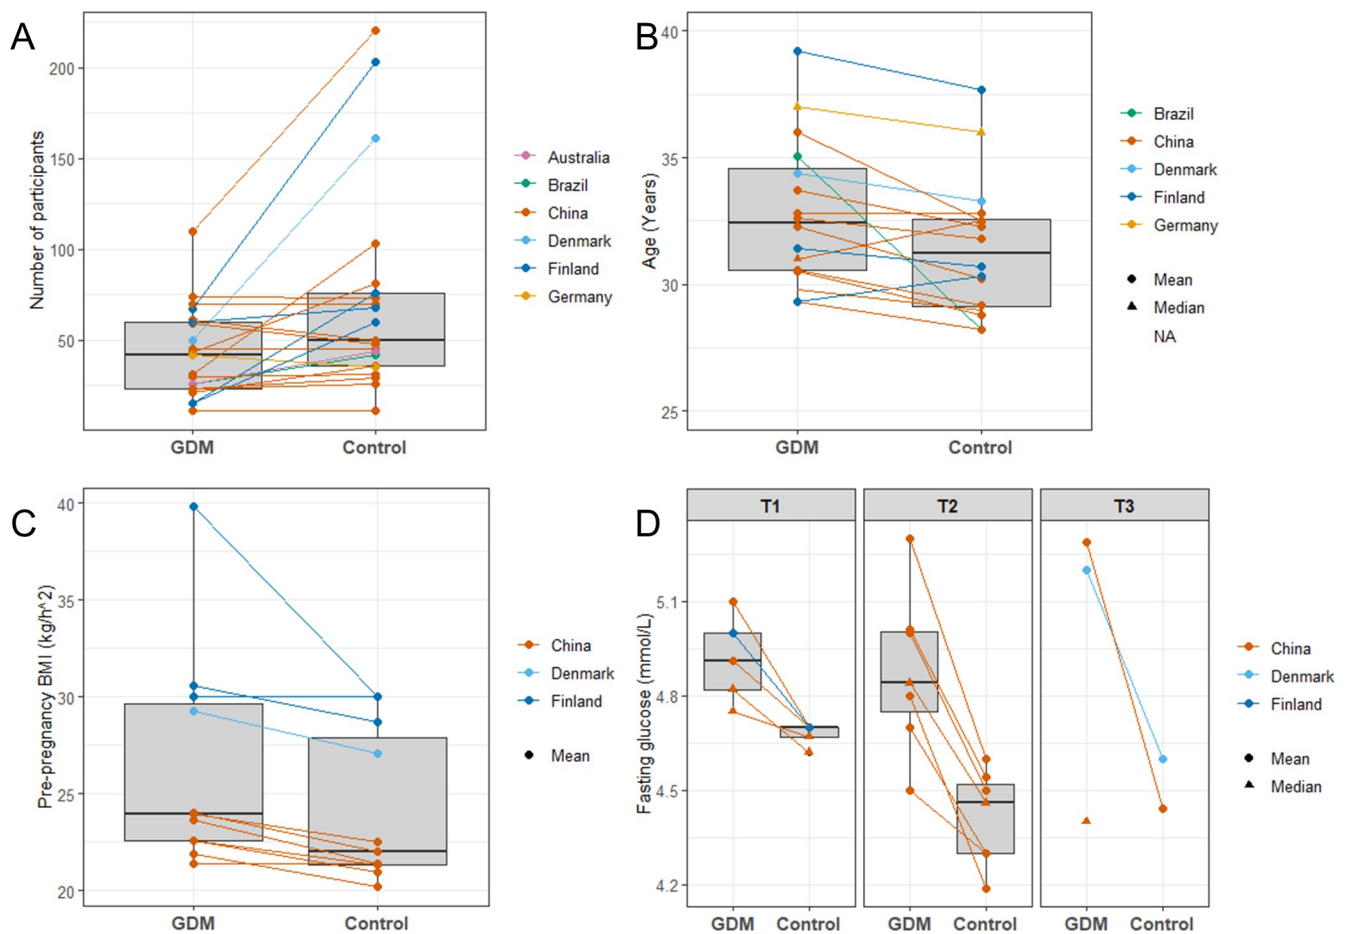 A
Number of participants
200
150
100
50
GDM
Control
Australia
Brazil
China
Denmark
Finland
Germany
B
Age (Years)
40
35
30
25
GDM
Control
Brazil
China
Denmark
Finland
Germany
Mean
Median
NA
C
Pre-pregnancy BMI (kg/h^2)
40
35
30
25
20
GDM
Control
China
Denmark
Finland
Mean
D
T1
T2
T3
Fasting glucose (mmol/L)
5.1
4.8
4.5
4.2
GDM Control
GDM Control
GDM Control
China
Denmark
Finland
Mean
Median